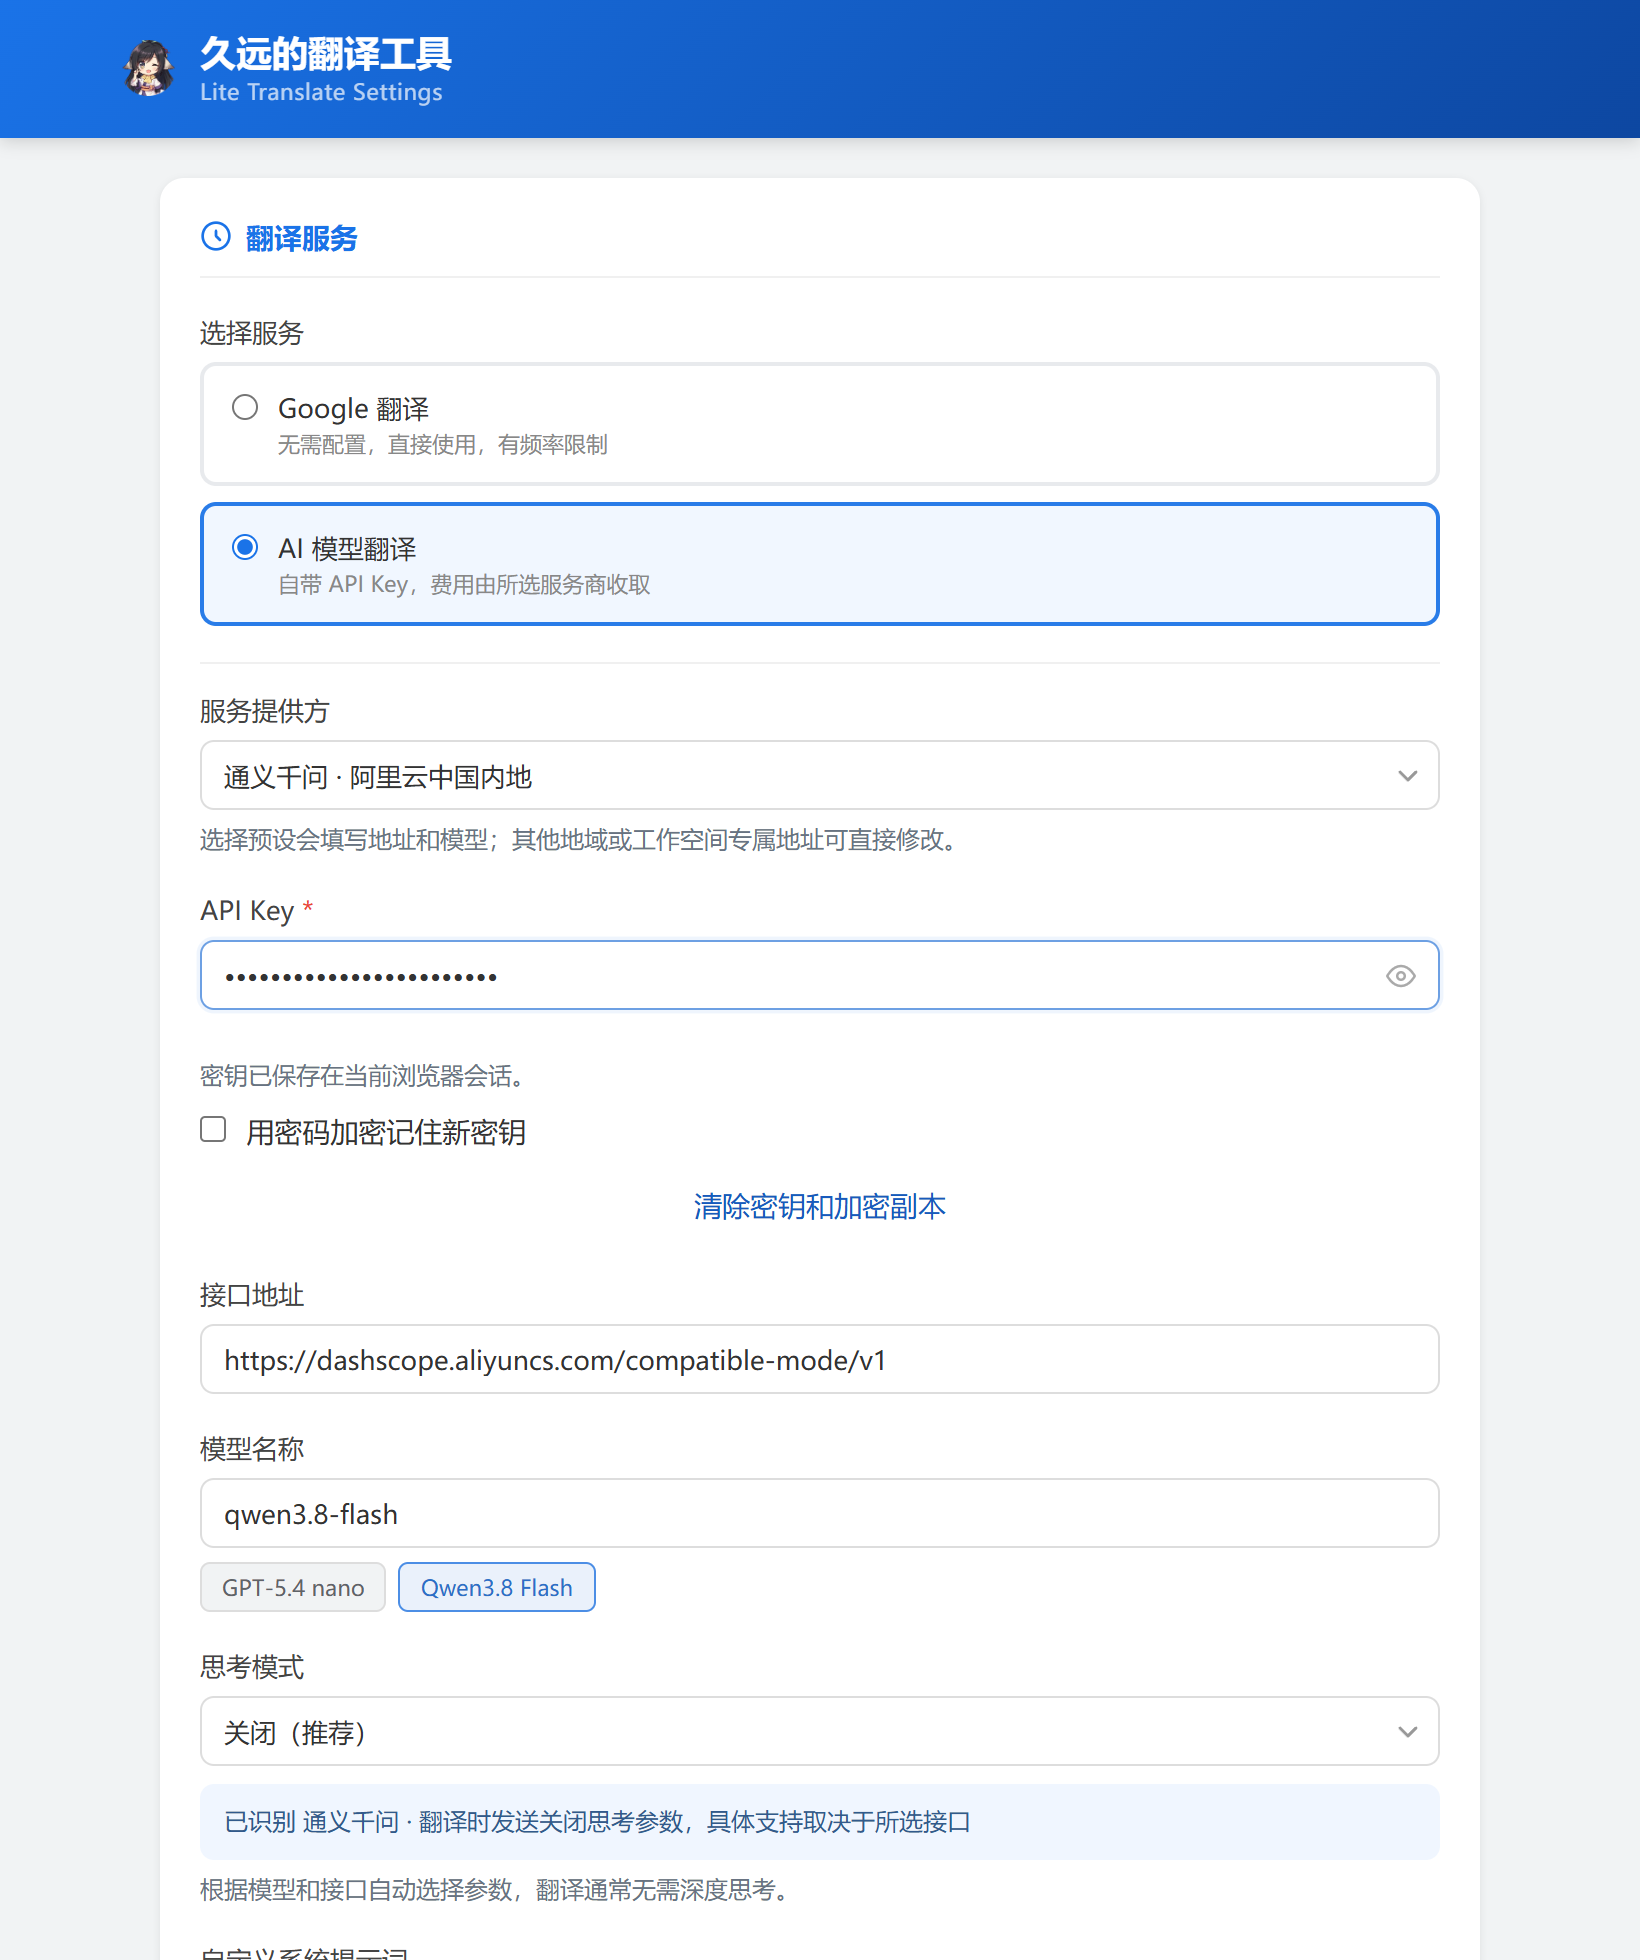 久远的翻译工具
Lite Translate Settings
翻译服务
选择服务
Google 翻译
无需配置，直接使用，有频率限制
AI 模型翻译
自带 API Key，费用由所选服务商收取
服务提供方
通义千问 · 阿里云中国内地
选择预设会填写地址和模型；其他地域或工作空间专属地址可直接修改。
API Key *
••••••••••••••••••••••••
密钥已保存在当前浏览器会话。
用密码加密记住新密钥
清除密钥和加密副本
接口地址
https://dashscope.aliyuncs.com/compatible-mode/v1
模型名称
qwen3.8-flash
GPT-5.4 nano
Qwen3.8 Flash
思考模式
关闭（推荐）
已识别 通义千问 · 翻译时发送关闭思考参数，具体支持取决于所选接口
根据模型和接口自动选择参数，翻译通常无需深度思考。
自定义系统提示词